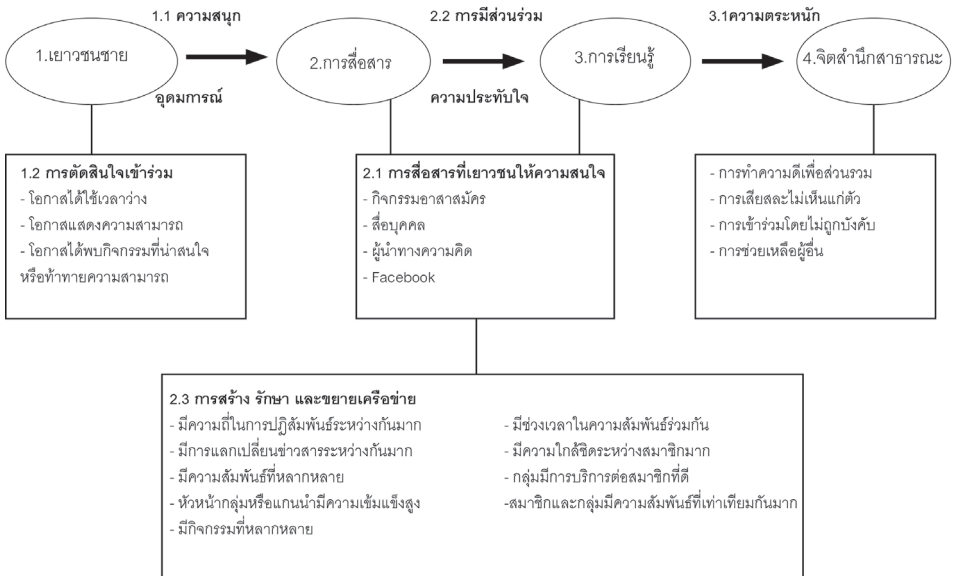 1.1 ความสนุก
2.2 การมีส่วนร่วม
3.1ความตระหนัก
1.เยาวชนชาย
2.การสื่อสาร
3.การเรียนรู้
4.จิตสำนึกสาธารณะ
อุดมการณ์
ความประทับใจ
1.2 การตัดสินใจเข้าร่วม
- โอกาสได้ใช้เวลาว่าง
- โอกาสแสดงความสามารถ
- โอกาสได้พบกิจกรรมที่น่าสนใจ
หรือท้าทายความสามารถ
2.1 การสื่อสารที่เยาวชนให้ความสนใจ
- กิจกรรมอาสาสมัคร
- สื่อบุคคล
- ผู้นำทางความคิด
- Facebook
- การทำความดีเพื่อส่วนรวม
- การเสียสละไม่เห็นแก่ตัว
- การเข้าร่วมโดยไม่ถูกบังคับ
- การช่วยเหลือผู้อื่น
2.3 การสร้าง รักษา และขยายเครือข่าย
- มีความถี่ในการปฏิสัมพันธ์ระหว่างกันมาก
- มีการแลกเปลี่ยนข่าวสารระหว่างกันมาก
- มีความสัมพันธ์ที่หลากหลาย
- หัวหน้ากลุ่มหรือแกนนำมีความเข้มแข็งสูง
- มีกิจกรรมที่หลากหลาย
- มีช่วงเวลาในความสัมพันธ์ร่วมกัน
- มีความใกล้ชิดระหว่างสมาชิกมาก
- กลุ่มมีการบริการต่อสมาชิกที่ดี
-สมาชิกและกลุ่มมีความสัมพันธ์ที่เท่าเทียมกันมาก